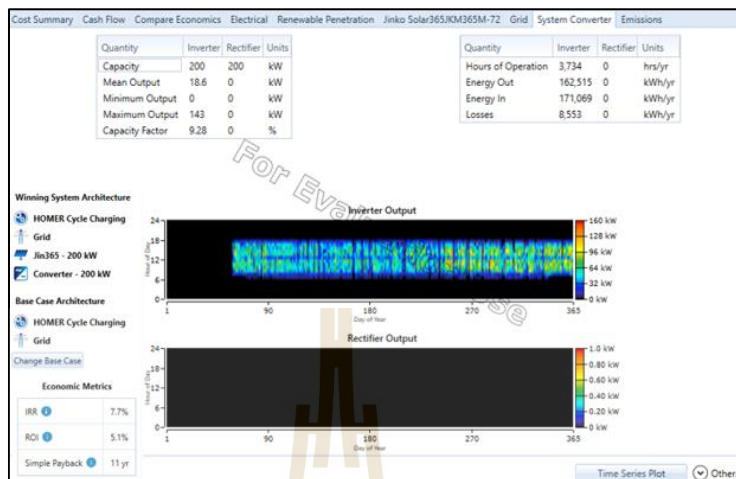 Cost Summary Cash Flow Compare Economics Electrical Renewable Penetration Jinko Solar365JKM365M-72 Grid System Converter Emissions
Quantity Inverter Rectifier Units
Capacity 200 200 kW
Mean Output 18.6 0 kW
Minimum Output 0 0 kW
Maximum Output 143 0 kW
Capacity Factor 9.28 0 %
Quantity Inverter Rectifier Units
Hours of Operation 3,734 0 hrs/yr
Energy Out 162,515 0 kWh/yr
Energy In 171,069 0 kWh/yr
Losses 8,553 0 kWh/yr
Winning System Architecture
HOMER Cycle Charging
Grid
Jin365 - 200 kW
Converter - 200 kW
Base Case Architecture
HOMER Cycle Charging
Grid
Change Base Case
Economic Metrics
IRR 7.7%
ROI 5.1%
Simple Payback 11 yr
For
Inverter Output
Hour of Day
24
18
12
6
0
1 90 180 270 365
Day of Year
160 kW
128 kW
96 kW
64 kW
32 kW
0 kW
Rectifier Output
Hour of Day
24
18
12
6
0
1 90 180 270 365
Day of Year
1.0 kW
0.80 kW
0.60 kW
0.40 kW
0.20 kW
0 kW
Time Series Plot Other